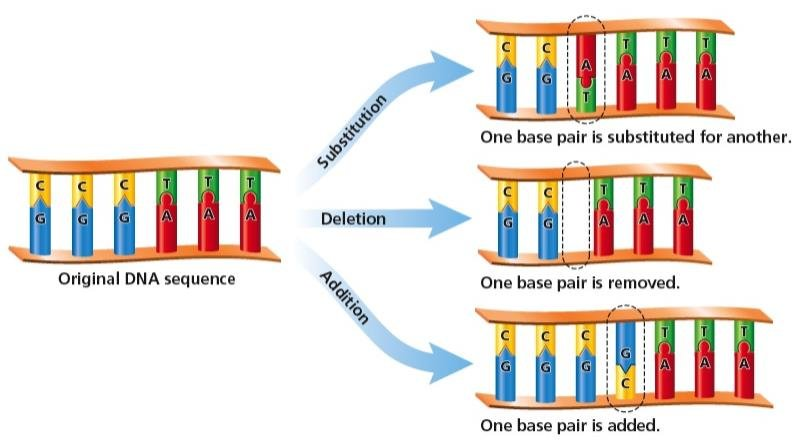 C C C T T T
G G G A A A
Original DNA sequence
Substitution
C C A T T T
G G T A A A
One base pair is substituted for another.
Deletion
C C T T T
G G A A A
One base pair is removed.
Addition
C C C G T T T
G G G C A A A
One base pair is added.